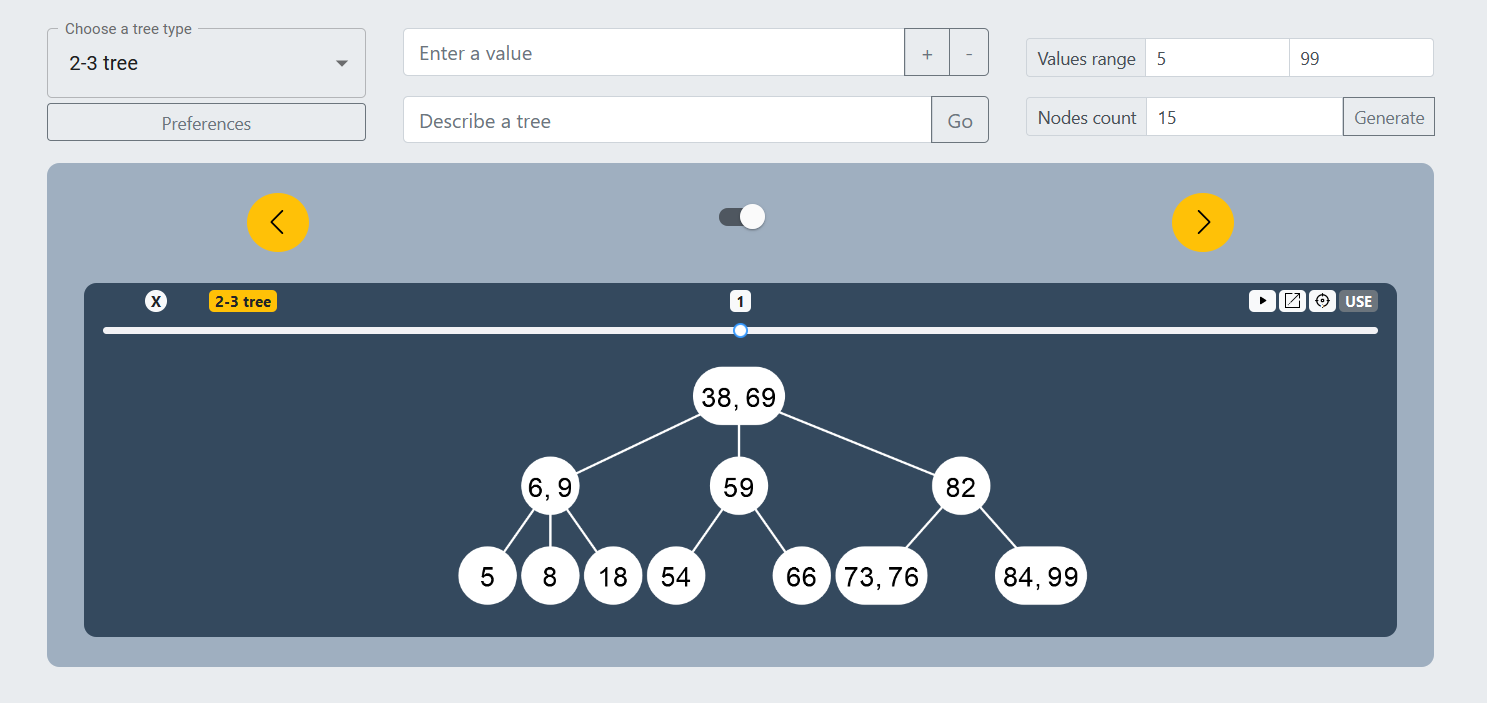 Choose a tree type
2-3 tree
Preferences
Enter a value
+
-
Describe a tree
Go
Values range
5
99
Nodes count
15
Generate
X
2-3 tree
1
USE
38, 69
6, 9
59
82
5
8
18
54
66
73, 76
84, 99